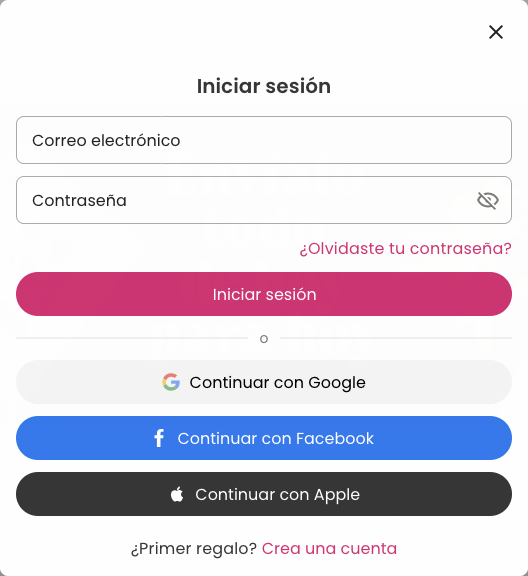 Iniciar sesión
Correo electrónico
Contraseña
¿Olvidaste tu contraseña?
Iniciar sesión
o
Continuar con Google
Continuar con Facebook
Continuar con Apple
¿Primer regalo? Crea una cuenta